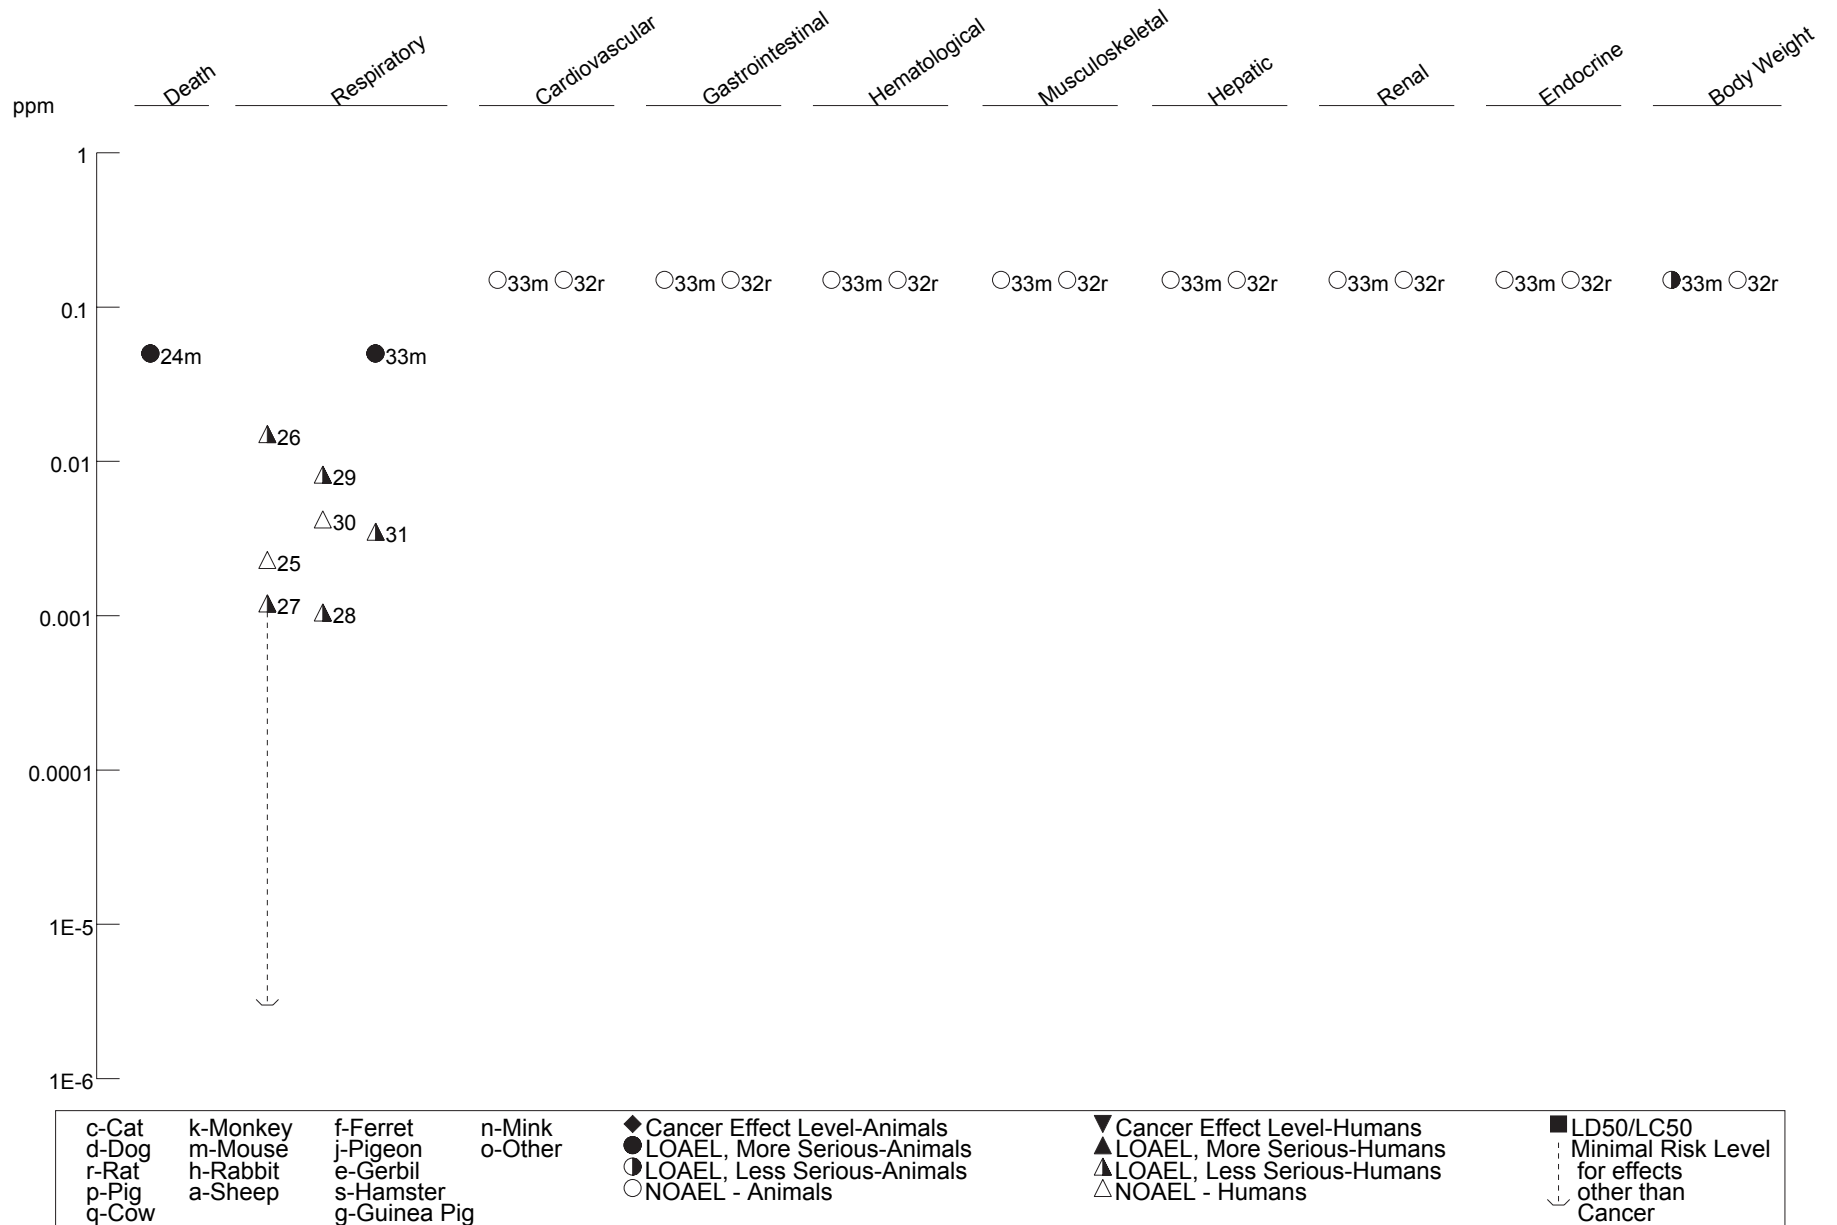 Death
Respiratory
Cardiovascular
Gastrointestinal
Hematological
Musculoskeletal
Hepatic
Renal
Endocrine
Body Weight
ppm
1
33m 32r 33m 32r 33m 32r 33m 32r 33m 32r 33m 32r 33m 32r 33m 32r
0.1
24m 33m
26
0.01
29
30
31
25
27 28
0.001
0.0001
1E-5
1E-6
c-Cat k-Monkey f-Ferret n-Mink Cancer Effect Level-Animals Cancer Effect Level-Humans LD50/LC50
d-Dog m-Mouse j-Pigeon o-Other LOAEL, More Serious-Animals LOAEL, More Serious-Humans Minimal Risk Level
r-Rat h-Rabbit e-Gerbil LOAEL, Less Serious-Animals LOAEL, Less Serious-Humans for effects
p-Pig a-Sheep s-Hamster NOAEL - Animals NOAEL - Humans other than
q-Cow g-Guinea Pig Cancer